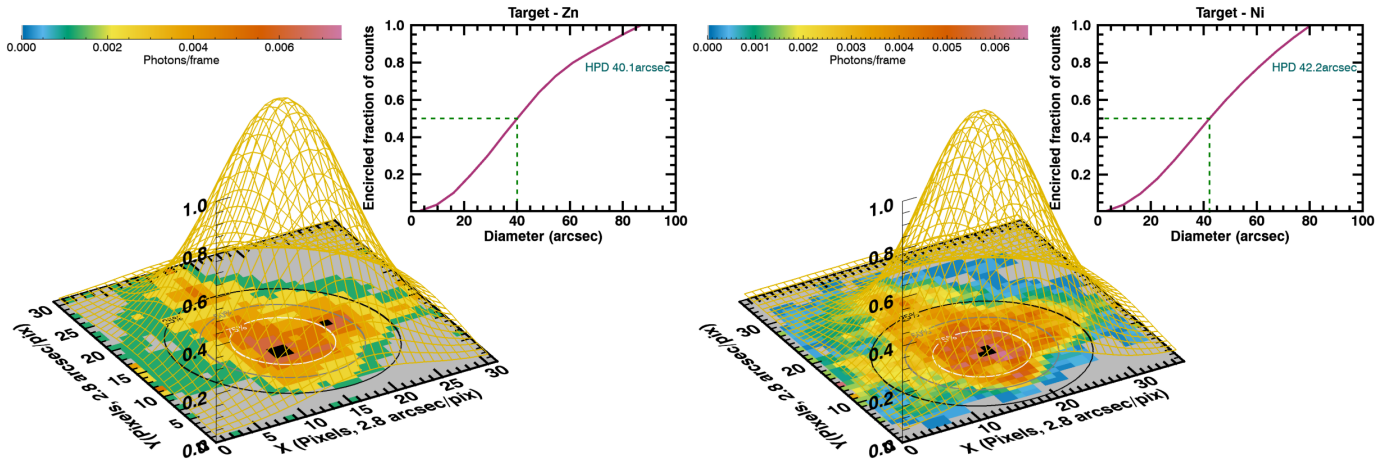 0.000 0.002 0.004 0.006
Photons/frame
Target - Zn
Encircled fraction of counts
1.0
0.8
0.6
0.4
0.2
HPD 40.1arcsec
0 20 40 60 80 100
Diameter (arcsec)
1.0
0.8
0.6
0.4
0.2
0.0
30
25
20
15
10
5
Y(Pixels, 2.8 arcsec/pix)
0 5 10 15 20 25 30
X (Pixels, 2.8 arcsec/pix)
25%
75%
0.000 0.001 0.002 0.003 0.004 0.005 0.006
Photons/frame
Target - Ni
Encircled fraction of counts
1.0
0.8
0.6
0.4
0.2
HPD 42.2arcsec
0 20 40 60 80 100
Diameter (arcsec)
1.0
0.8
0.6
0.4
0.2
0.0
30
20
10
Y(Pixels, 2.8 arcsec/pix)
0 10 20 30
X (Pixels, 2.8 arcsec/pix)
25%
75%